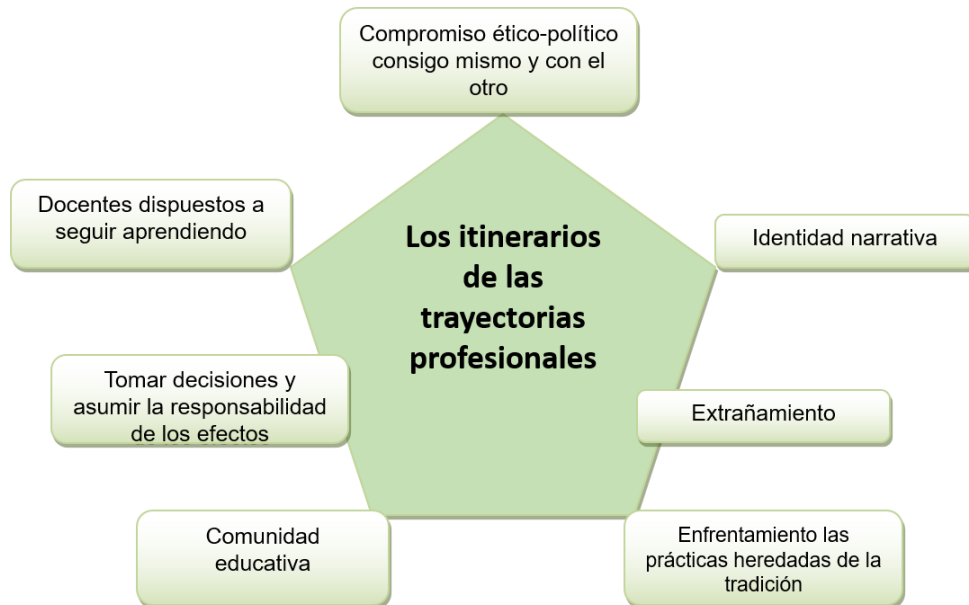 Compromiso ético-político
consigo mismo y con el
otro
Docentes dispuestos a
seguir aprendiendo
Los itinerarios
de las
trayectorias
profesionales
Identidad narrativa
Tomar decisiones y
asumir la responsabilidad
de los efectos
Extrañamiento
Comunidad
educativa
Enfrentamiento las
prácticas heredadas de la
tradición